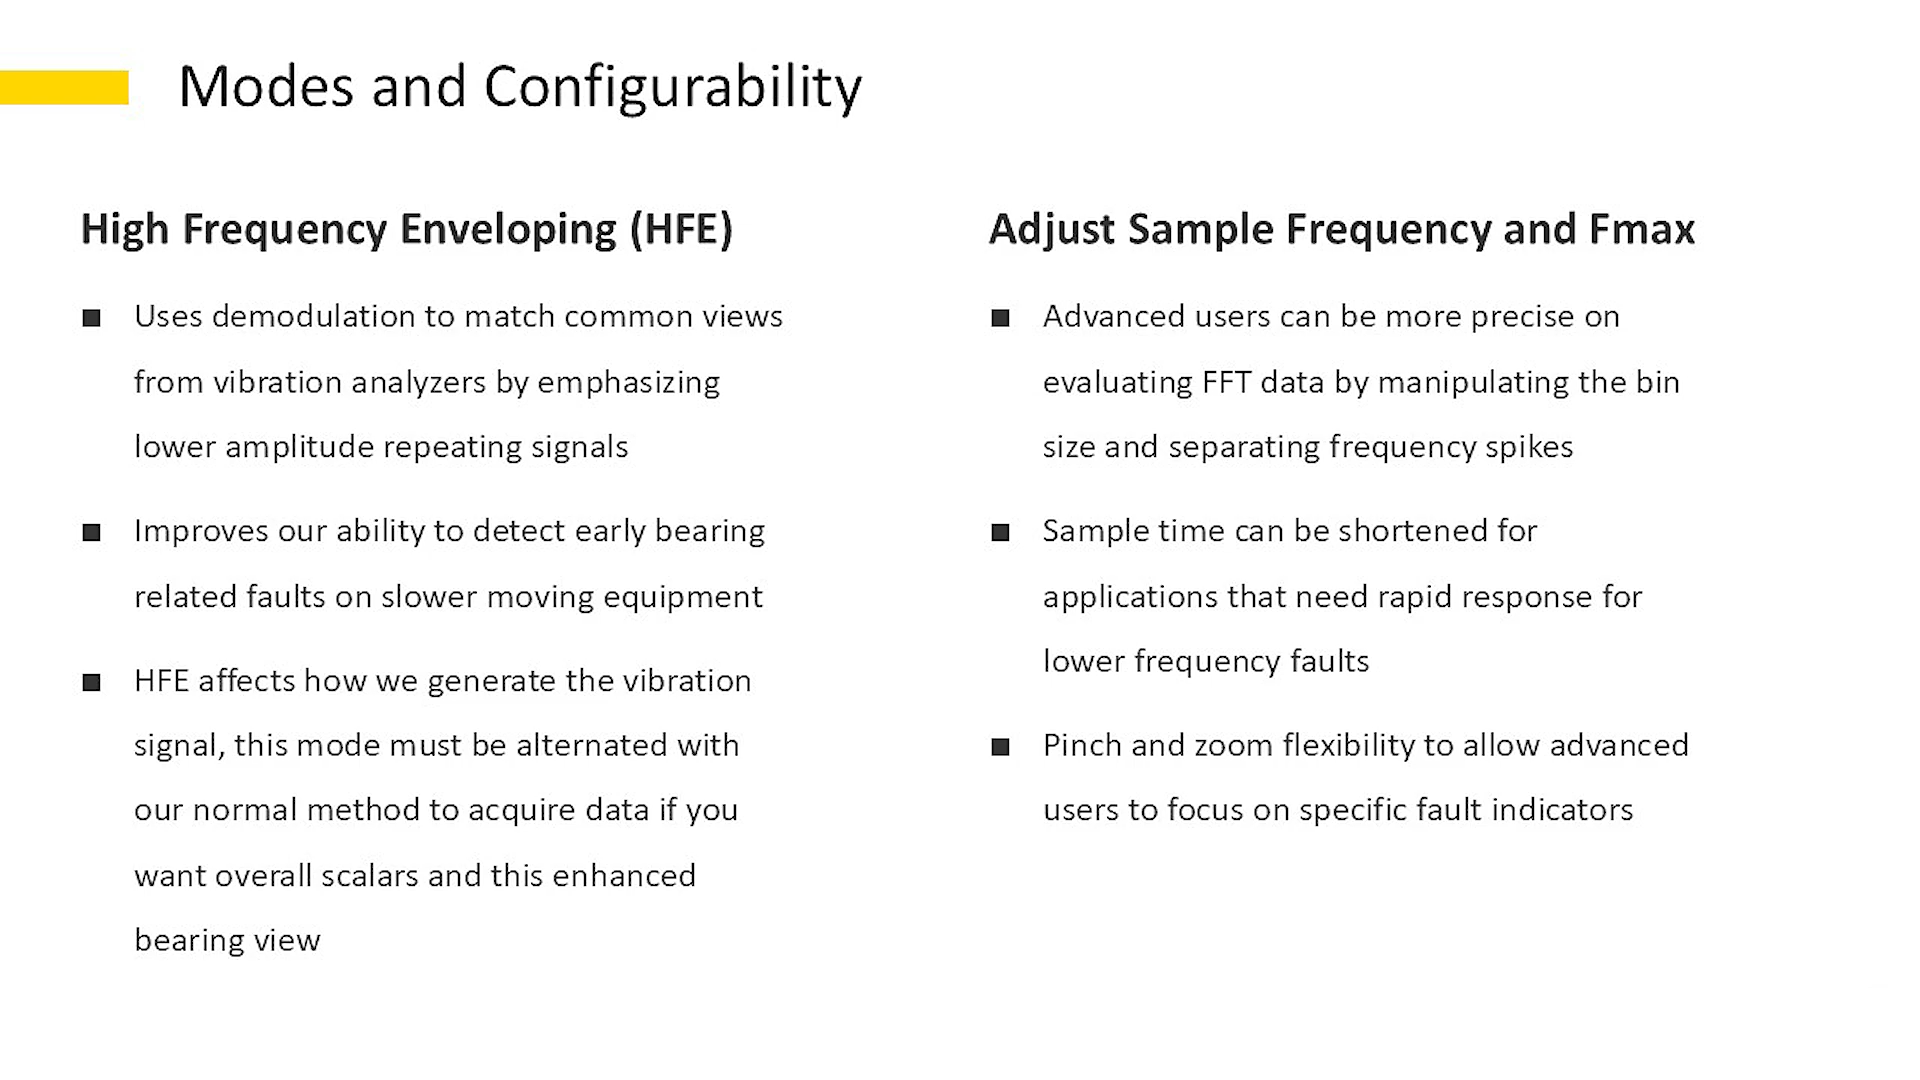 Modes and Configurability
High Frequency Enveloping (HFE)
■ Uses demodulation to match common views
from vibration analyzers by emphasizing
lower amplitude repeating signals
■ Improves our ability to detect early bearing
related faults on slower moving equipment
■ HFE affects how we generate the vibration
signal, this mode must be alternated with
our normal method to acquire data if you
want overall scalars and this enhanced
bearing view
Adjust Sample Frequency and Fmax
■ Advanced users can be more precise on
evaluating FFT data by manipulating the bin
size and separating frequency spikes
■ Sample time can be shortened for
applications that need rapid response for
lower frequency faults
■ Pinch and zoom flexibility to allow advanced
users to focus on specific fault indicators